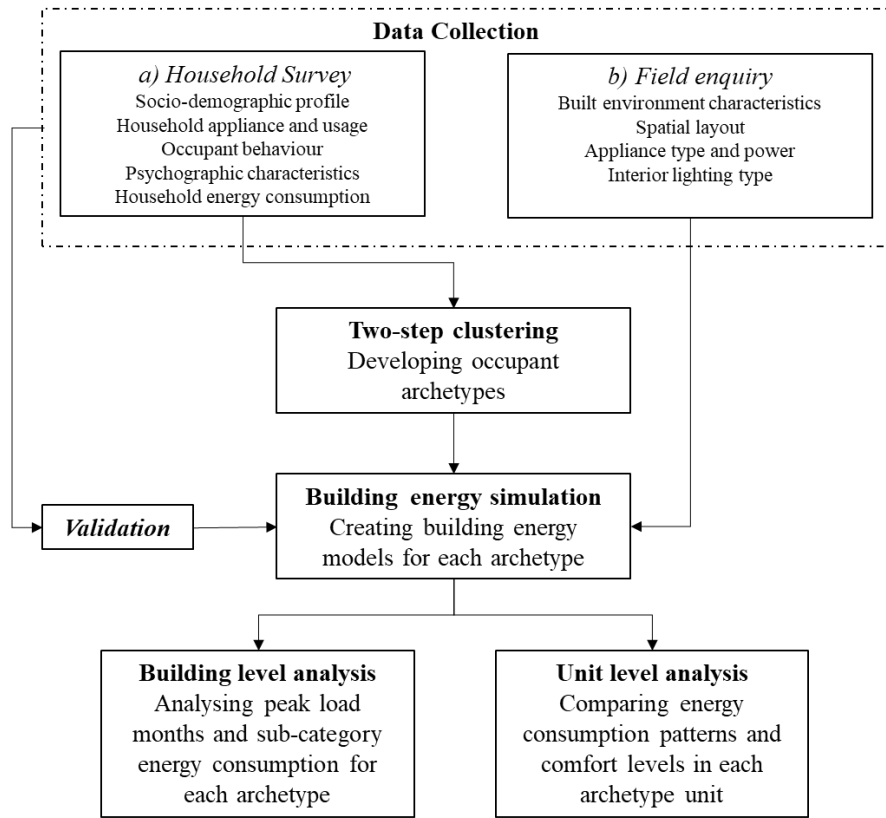 Data Collection
a) Household Survey
Socio-demographic profile
Household appliance and usage
Occupant behaviour
Psychographic characteristics
Household energy consumption
b) Field enquiry
Built environment characteristics
Spatial layout
Appliance type and power
Interior lighting type
Two-step clustering
Developing occupant
archetypes
Building energy simulation
Creating building energy
models for each archetype
Validation
Building level analysis
Analysing peak load
months and sub-category
energy consumption for
each archetype
Unit level analysis
Comparing energy
consumption patterns and
comfort levels in each
archetype unit